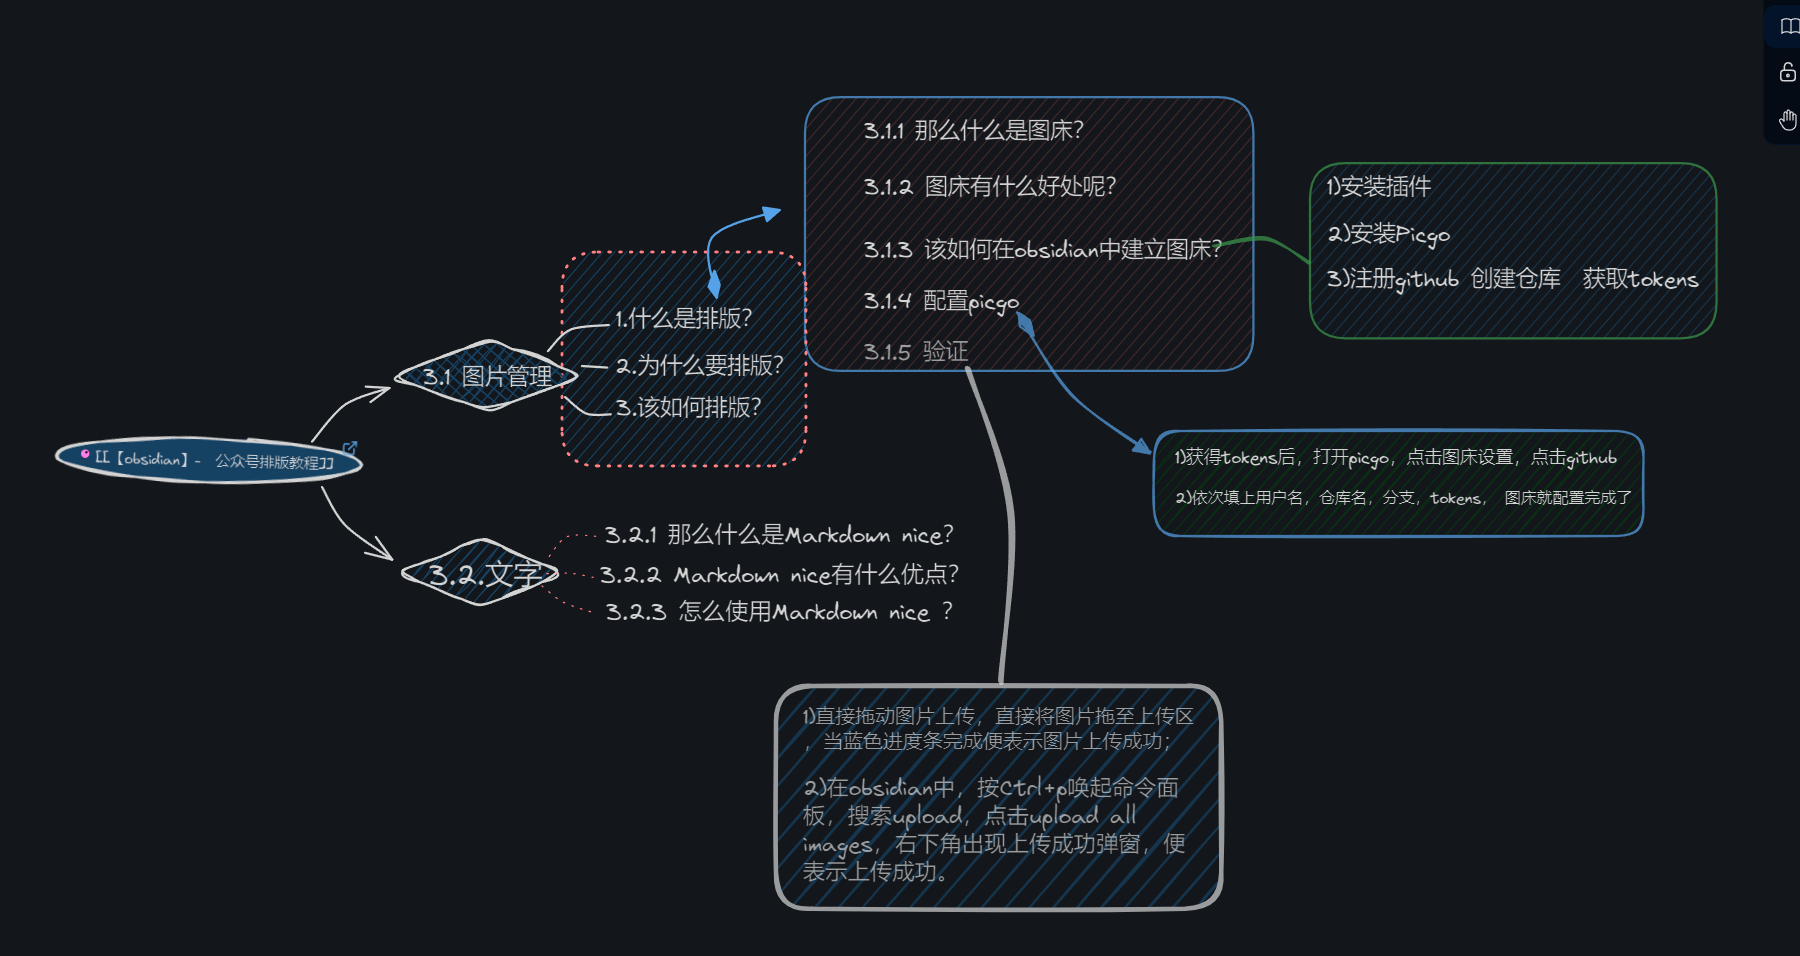 [[【obsidian】- 公众号排版教程]]
3.1 图片管理
1.什么是排版?
2.为什么要排版?
3.该如何排版?
3.1.1 那么什么是图床?
3.1.2 图床有什么好处呢?
3.1.3 该如何在obsidian中建立图床?
3.1.4 配置picgo
3.1.5 验证
1)安装插件
2)安装Picgo
3)注册github 创建仓库 获取tokens
1)获得tokens后，打开picgo，点击图床设置，点击github
2)依次填上用户名，仓库名，分支，tokens， 图床就配置完成了
3.2.文字
3.2.1 那么什么是Markdown nice?
3.2.2 Markdown nice有什么优点?
3.2.3 怎么使用Markdown nice ?
1)直接拖动图片上传，直接将图片拖至上传区
，当蓝色进度条完成便表示图片上传成功；
2)在obsidian中，按Ctrl+p唤起命令面
板，搜索upload，点击upload all
images，右下角出现上传成功弹窗，便
表示上传成功。